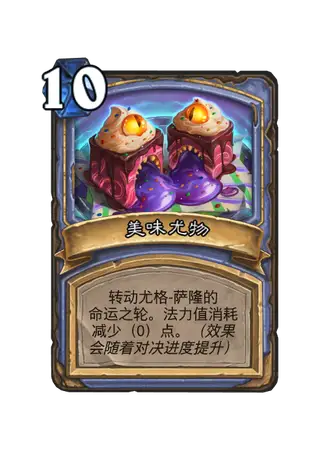 10
美味尤物
转动尤格-萨隆的
命运之轮。法力值消耗
减少（0）点。（效果
会随着对决进度提升）